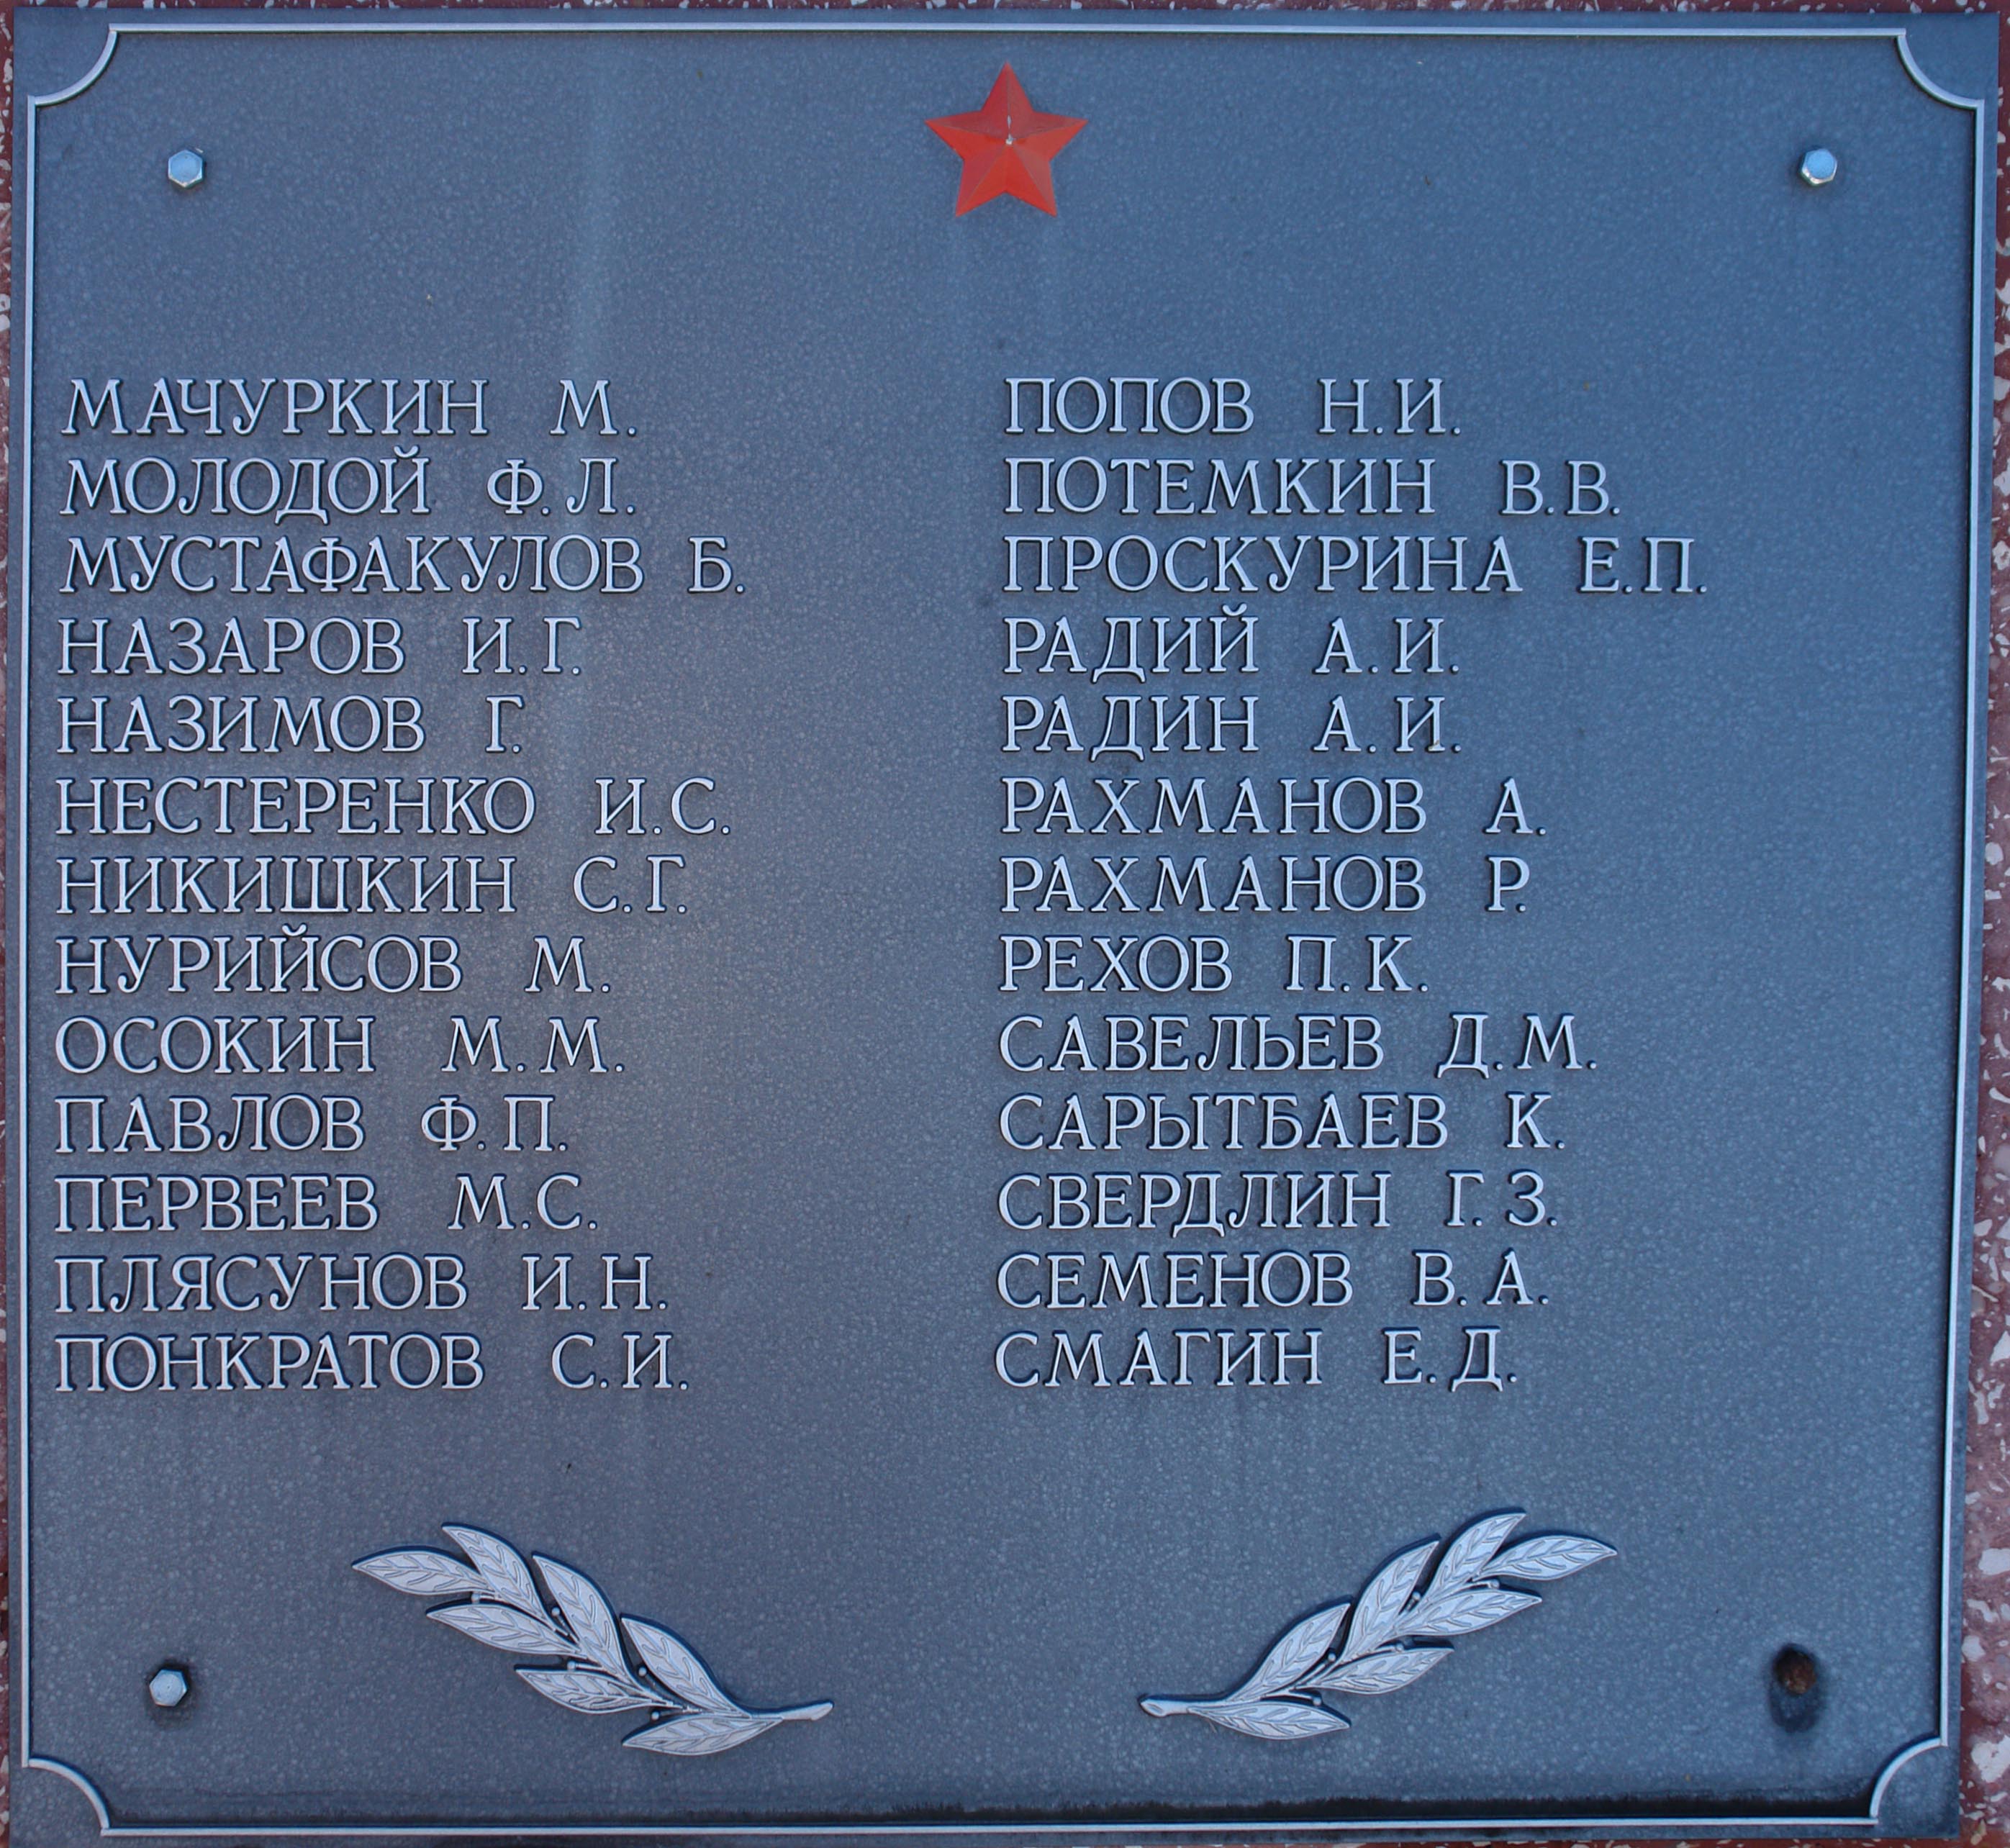 МАЧУРКИН М.
МОЛОДОЙ Ф.Л.
МУСТАФАКУЛОВ Б.
НАЗАРОВ И.Г.
НАЗИМОВ Г.
НЕСТЕРЕНКО И.С.
НИКИШКИН С.Г.
НУРИЙСОВ М.
ОСОКИН М.М.
ПАВЛОВ Ф.П.
ПЕРВЕЕВ М.С.
ПЛЯСУНОВ И.Н.
ПОНКРАТОВ С.И.
ПОПОВ Н.И.
ПОТЕМКИН В.В.
ПРОСКУРИНА Е.П.
РАДИЙ А.И.
РАДИН А.И.
РАХМАНОВ А.
РАХМАНОВ Р.
РЕХОВ П.К.
САВЕЛЬЕВ Д.М.
САРЫТБАЕВ К.
СВЕРДЛИН Г.З.
СЕМЕНОВ В.А.
СМАГИН Е.Д.